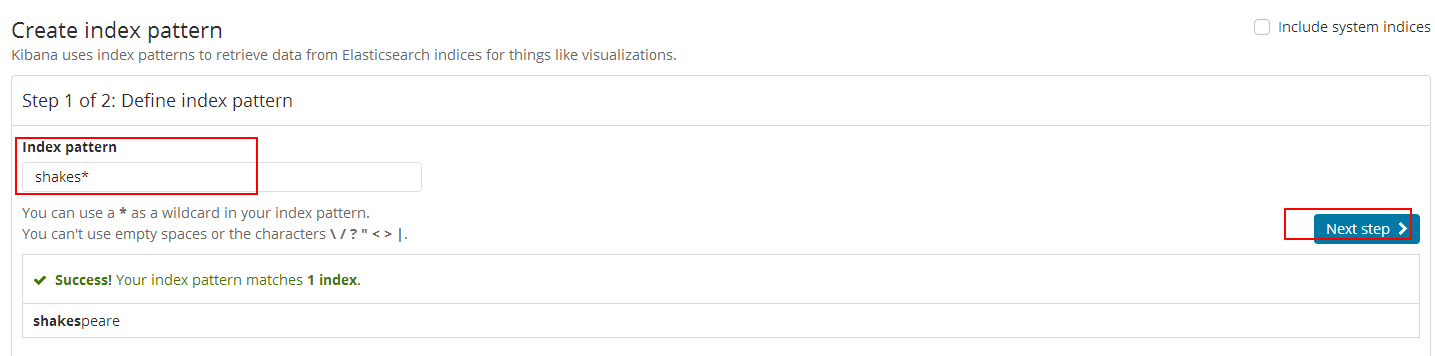 Create index pattern
Include system indices
Kibana uses index patterns to retrieve data from Elasticsearch indices for things like visualizations.
Step 1 of 2: Define index pattern
Index pattern
shakes*
You can use a * as a wildcard in your index pattern.
You can't use empty spaces or the characters \ / ? " < > |.
Next step
Success! Your index pattern matches 1 index.
shakespeare